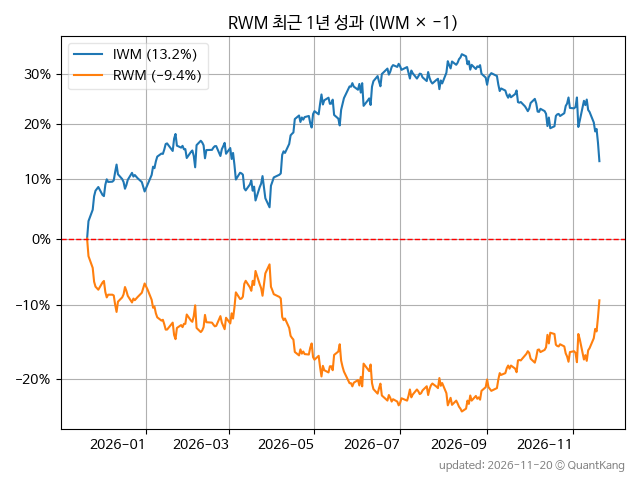 RWM 최근 1년 성과 (IWM × −1)
IWM (13.2%)
RWM (−9.4%)
30%
20%
10%
0%
−10%
−20%
2026-01 2026-03 2026-05 2026-07 2026-09 2026-11
updated: 2026-11-20 © QuantKang